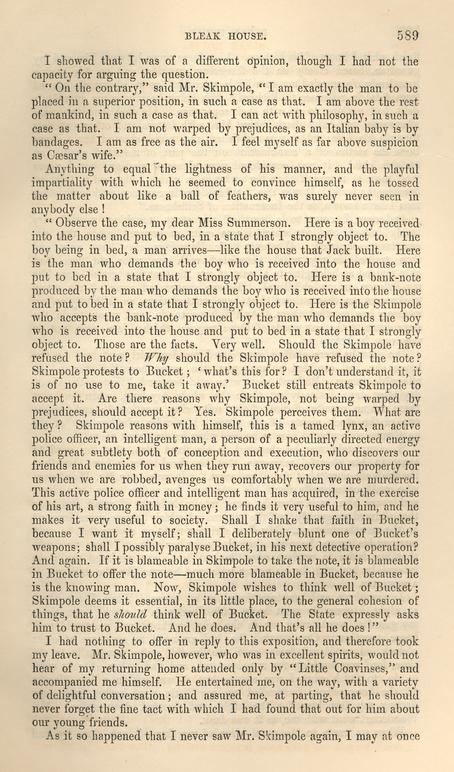 BLEAK HOUSE. 589
I showed that I was of a different opinion, though I had not the
capacity for arguing the question.
“ On the contrary,” said Mr. Skimpole, “ I am exactly the man to be
placed in a superior position, in such a case as that. I am above the rest
of mankind, in such a case as that. I can act with philosophy, in such a
case as that. I am not warped by prejudices, as an Italian baby is by
bandages. I am as free as the air. I feel myself as far above suspicion
as Cæsar's wife.”
Anything to equal the lightness of his manner, and the playful
impartiality with which he seemed to convince himself, as he tossed
the matter about like a ball of feathers, was surely never seen in
anybody else !
“ Observe the case, my dear Miss Summerson. Here is a boy received
into the house and put to bed, in a state that I strongly object to. The
boy being in bed, a man arrives—like the house that Jack built. Here
is the man who demands the boy who is received into the house and
put to bed in a state that I strongly object to. Here is a bank-note
produced by the man who demands the boy who is received into the house
and put to bed in a state that I strongly object to. Here is the Skimpole
who accepts the bank-note produced by the man who demands the boy
who is received into the house and put to bed in a state that I strongly
object to. Those are the facts. Very well. Should the Skimpole have
refused the note ? Why should the Skimpole have refused the note ?
Skimpole protests to Bucket ; ‘ what's this for ? I don't understand it, it
is of no use to me, take it away.’ Bucket still entreats Skimpole to
accept it. Are there reasons why Skimpole, not being warped by
prejudices, should accept it ? Yes. Skimpole perceives them. What are
they ? Skimpole reasons with himself, this is a tamed lynx, an active
police officer, an intelligent man, a person of a peculiarly directed energy
and great subtlety both of conception and execution, who discovers our
friends and enemies for us when they run away, recovers our property for
us when we are robbed, avenges us comfortably when we are murdered.
This active police officer and intelligent man has acquired, in the exercise
of his art, a strong faith in money ; he finds it very useful to him, and he
makes it very useful to society. Shall I shake that faith in Bucket,
because I want it myself ; shall I deliberately blunt one of Bucket's
weapons ; shall I possibly paralyse Bucket, in his next detective operation?
And again. If it is blameable in Skimpole to take the note, it is blameable
in Bucket to offer the note—much more blameable in Bucket, because he
is the knowing man. Now, Skimpole wishes to think well of Bucket ;
Skimpole deems it essential, in its little place, to the general cohesion of
things, that he should think well of Bucket. The State expressly asks
him to trust to Bucket. And he does. And that's all he does ! ”
I had nothing to offer in reply to this exposition, and therefore took
my leave. Mr. Skimpole, however, who was in excellent spirits, would not
hear of my returning home attended only by “ Little Coavinses,” and
accompanied me himself. He entertained me, on the way, with a variety
of delightful conversation ; and assured me, at parting, that he should
never forget the fine tact with which I had found that out for him about
our young friends.
As it so happened that I never saw Mr. Skimpole again, I may at once